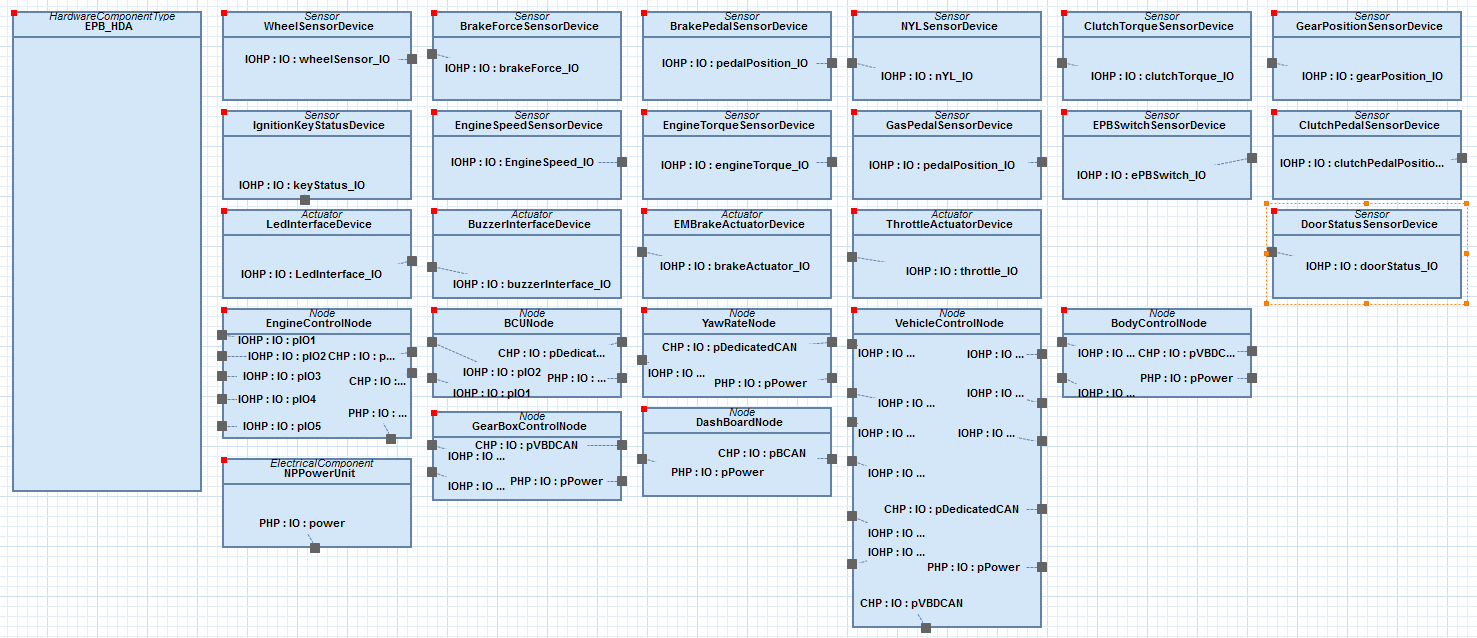 HardwareComponentType
EPB_HDA
Sensor
WheelSensorDevice
IOHP : IO : wheelSensor_IO
Sensor
BrakeForceSensorDevice
IOHP : IO : brakeForce_IO
Sensor
BrakePedalSensorDevice
IOHP : IO : pedalPosition_IO
Sensor
NYLSensorDevice
IOHP : IO : nYL_IO
Sensor
ClutchTorqueSensorDevice
IOHP : IO : clutchTorque_IO
Sensor
GearPositionSensorDevice
IOHP : IO : gearPosition_IO
Sensor
IgnitionKeyStatusDevice
IOHP : IO : keyStatus_IO
Sensor
EngineSpeedSensorDevice
IOHP : IO : EngineSpeed_IO
Sensor
EngineTorqueSensorDevice
IOHP : IO : engineTorque_IO
Sensor
GasPedalSensorDevice
IOHP : IO : pedalPosition_IO
Sensor
EPBSwitchSensorDevice
IOHP : IO : ePBSwitch_IO
Sensor
ClutchPedalSensorDevice
IOHP : IO : clutchPedalPositio...
Actuator
LedInterfaceDevice
IOHP : IO : LedInterface_IO
Actuator
BuzzerInterfaceDevice
IOHP : IO : buzzerInterface_IO
Actuator
EMBrakeActuatorDevice
IOHP : IO : brakeActuator_IO
Actuator
ThrottleActuatorDevice
IOHP : IO : throttle_IO
Sensor
DoorStatusSensorDevice
IOHP : IO : doorStatus_IO
Node
EngineControlNode
IOHP : IO : pIO1
IOHP : IO : pIO2 CHP : IO : p...
IOHP : IO : pIO3
CHP : IO :...
IOHP : IO : pIO4
PHP : IO : ...
IOHP : IO : pIO5
Node
BCUNode
CHP : IO : pDedicat...
IOHP : IO : pIO2
PHP : IO : ...
IOHP : IO : pIO1
Node
YawRateNode
CHP : IO : pDedicatedCAN
IOHP : IO ...
PHP : IO : pPower
Node
VehicleControlNode
IOHP : IO ...
IOHP : IO ...
IOHP : IO ...
IOHP : IO ...
IOHP : IO ...
IOHP : IO ...
IOHP : IO ...
CHP : IO : pDedicatedCAN
IOHP : IO ...
IOHP : IO ...
PHP : IO : pPower
CHP : IO : pVBDCAN
Node
BodyControlNode
IOHP : IO ... CHP : IO : pVBDC...
PHP : IO : pPower
IOHP : IO ...
Node
GearBoxControlNode
CHP : IO : pVBDCAN
IOHP : IO ...
PHP : IO : pPower
IOHP : IO ...
Node
DashBoardNode
CHP : IO : pBCAN
PHP : IO : pPower
ElectricalComponent
NPPowerUnit
PHP : IO : power